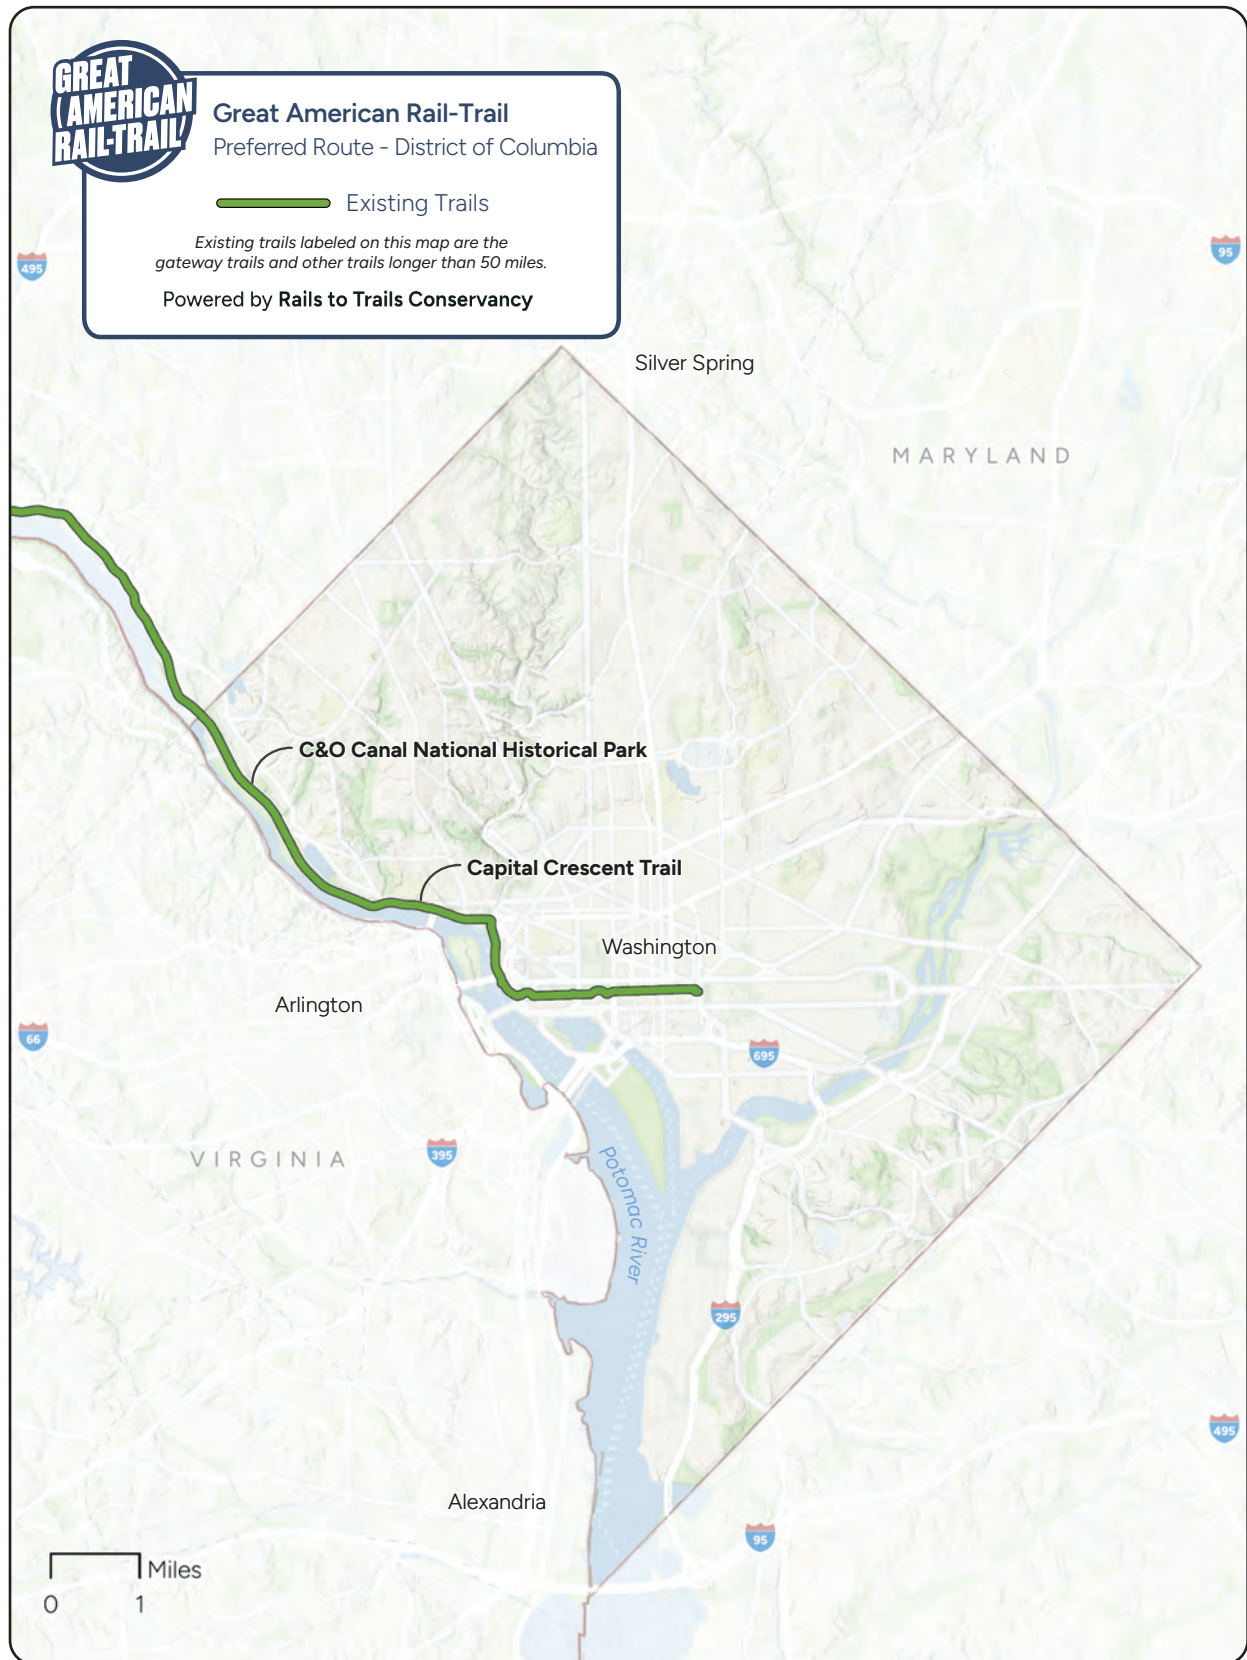 GREAT
AMERICAN
RAIL-TRAIL
Great American Rail-Trail
Preferred Route - District of Columbia
Existing Trails
Existing trails labeled on this map are the
gateway trails and other trails longer than 50 miles.
Powered by Rails to Trails Conservancy
495
95
Silver Spring
MARYLAND
C&O Canal National Historical Park
Capital Crescent Trail
Washington
Arlington
66
695
395
VIRGINIA
Potomac River
295
495
Alexandria
95
Miles
0 1